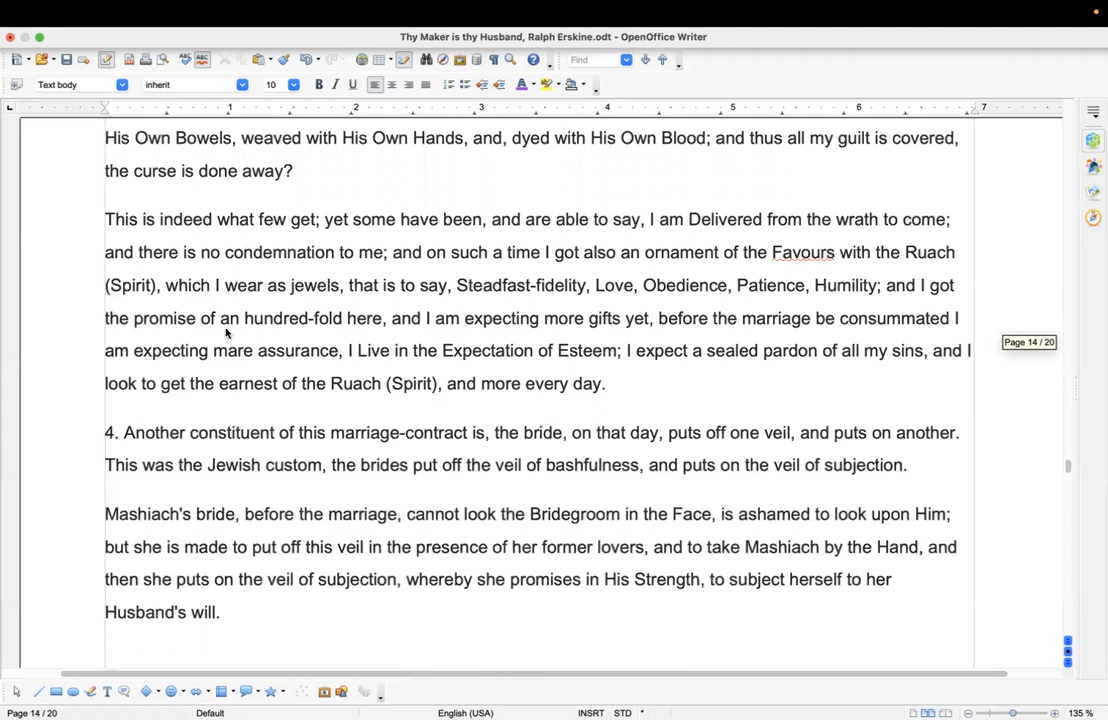 Thy Maker is thy Husband, Ralph Erskine.odt - OpenOffice Writer
Find
Text body inherit 10 B I U A
1 2 3 4 5 6 7
His Own Bowels, weaved with His Own Hands, and, dyed with His Own Blood; and thus all my guilt is covered,
the curse is done away?
This is indeed what few get; yet some have been, and are able to say, I am Delivered from the wrath to come;
and there is no condemnation to me; and on such a time I got also an ornament of the Favours with the Ruach
(Spirit), which I wear as jewels, that is to say, Steadfast-fidelity, Love, Obedience, Patience, Humility; and I got
the promise of an hundred-fold here, and I am expecting more gifts yet, before the marriage be consummated I
Page 14 / 20
am expecting mare assurance, I Live in the Expectation of Esteem; I expect a sealed pardon of all my sins, and I
look to get the earnest of the Ruach (Spirit), and more every day.
4. Another constituent of this marriage-contract is, the bride, on that day, puts off one veil, and puts on another.
This was the Jewish custom, the brides put off the veil of bashfulness, and puts on the veil of subjection.
Mashiach's bride, before the marriage, cannot look the Bridegroom in the Face, is ashamed to look upon Him;
but she is made to put off this veil in the presence of her former lovers, and to take Mashiach by the Hand, and
then she puts on the veil of subjection, whereby she promises in His Strength, to subject herself to her
Husband's will.
Page 14 / 20 Default English (USA) INSRT STD * 135 %